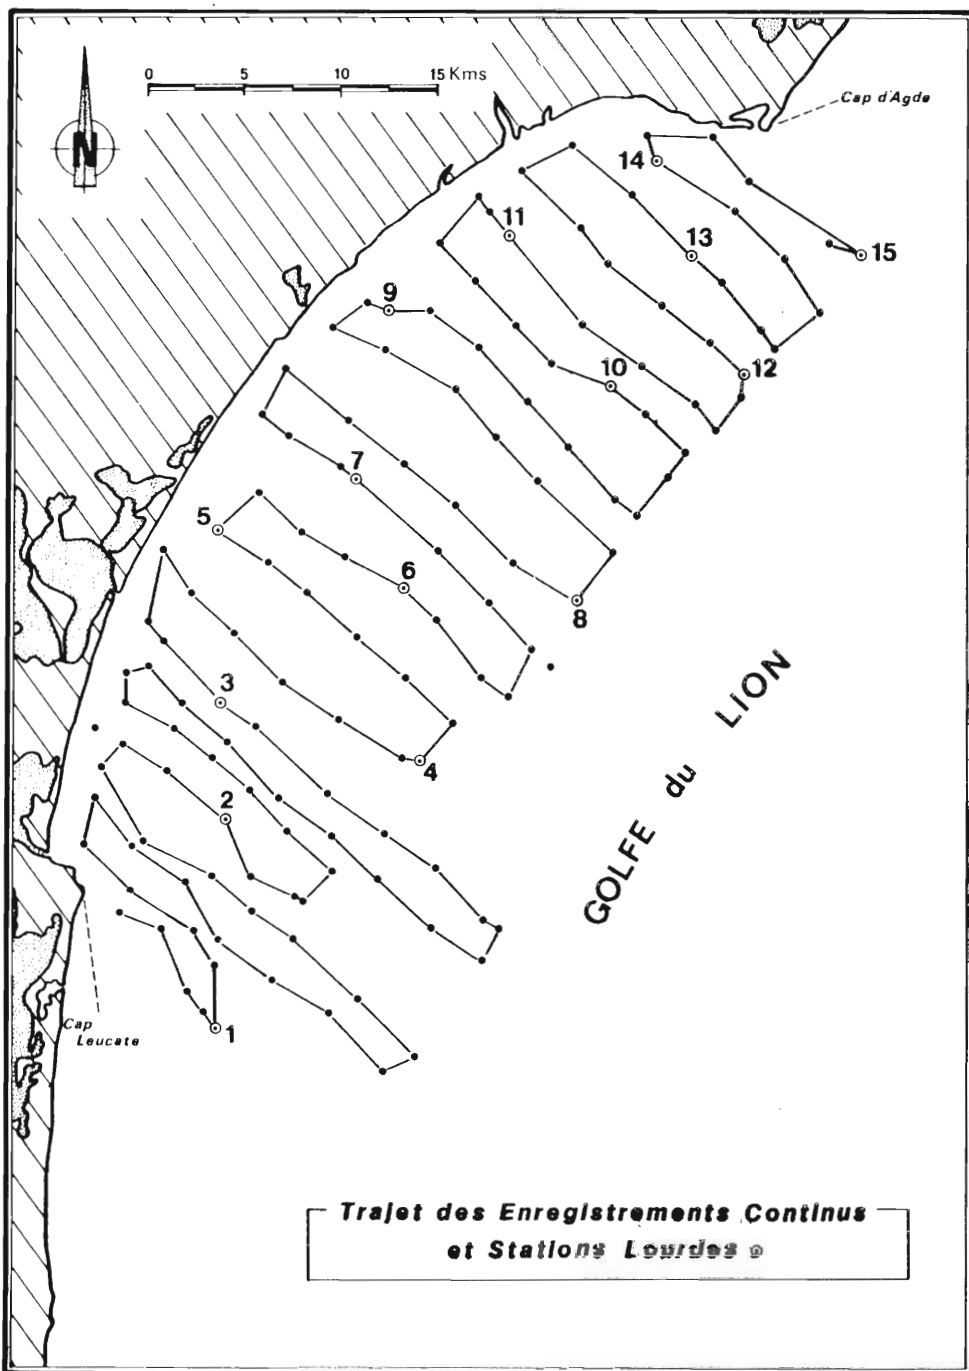 0 5 10 15 Kms
N
Cap d'Agde
14
11
13
15
9
12
10
7
5
6
8
3
4
2
1
GOLFE du LION
Cap
Leucate
Trajet des Enregistrements Continus
et Stations Lourdes